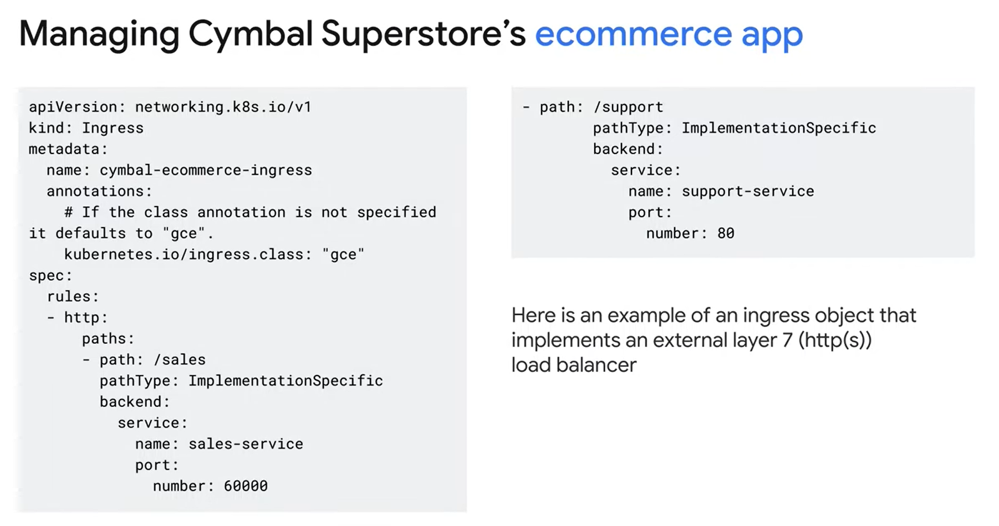 Managing Cymbal Superstore’s ecommerce app
apiVersion: networking.k8s.io/v1
kind: Ingress
metadata:
  name: cymbal-ecommerce-ingress
  annotations:
    # If the class annotation is not specified
it defaults to "gce".
    kubernetes.io/ingress.class: "gce"
spec:
  rules:
  - http:
      paths:
      - path: /sales
        pathType: ImplementationSpecific
        backend:
          service:
            name: sales-service
            port:
              number: 60000
- path: /support
        pathType: ImplementationSpecific
        backend:
          service:
            name: support-service
            port:
              number: 80
Here is an example of an ingress object that
implements an external layer 7 (http(s))
load balancer